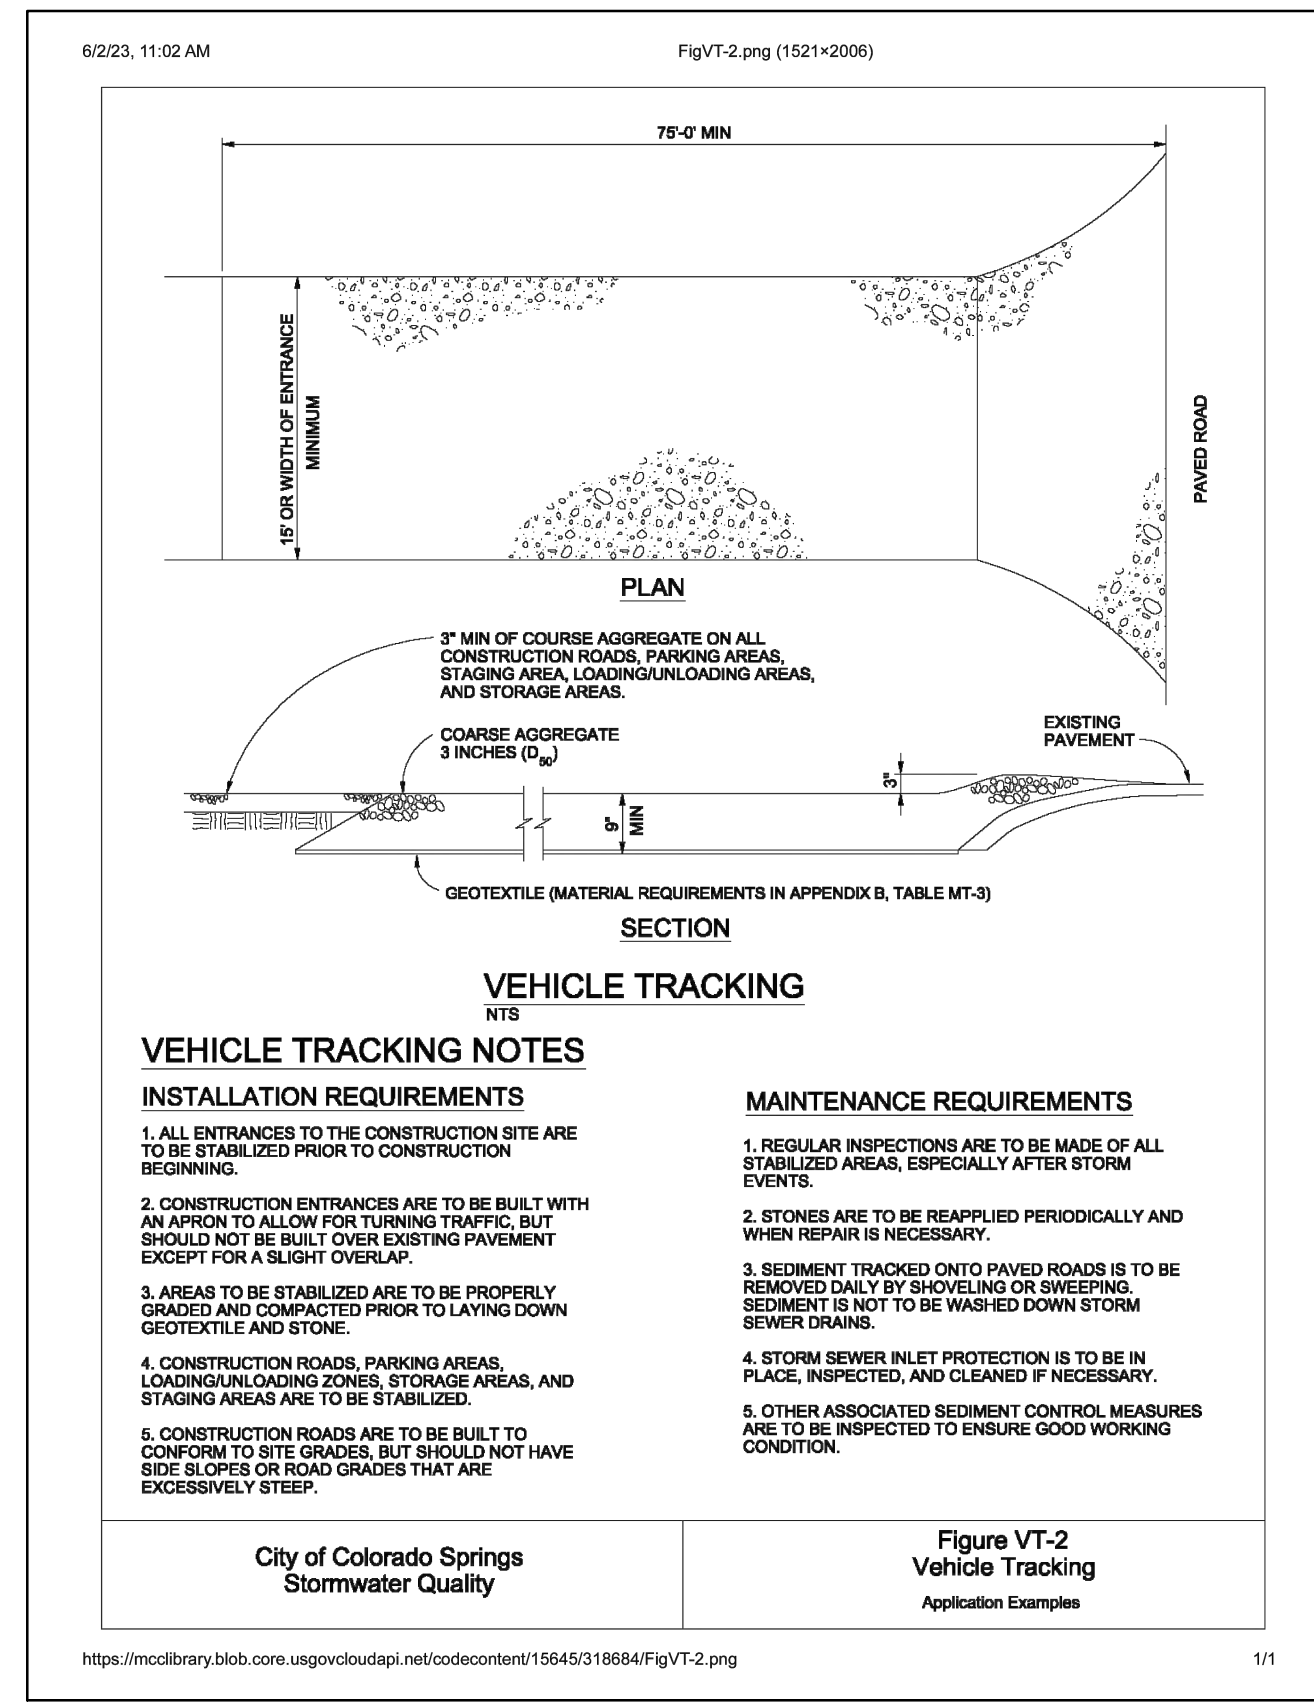 6/2/23, 11:02 AM
FigVT-2.png (1521×2006)
75'-0' MIN
15' OR WIDTH OF ENTRANCE
MINIMUM
PAVED ROAD
PLAN
3" MIN OF COURSE AGGREGATE ON ALL
CONSTRUCTION ROADS, PARKING AREAS,
STAGING AREA, LOADING/UNLOADING AREAS,
AND STORAGE AREAS.
COARSE AGGREGATE
3 INCHES (D50)
EXISTING
PAVEMENT
3"
9"
MIN
GEOTEXTILE (MATERIAL REQUIREMENTS IN APPENDIX B, TABLE MT-3)
SECTION
VEHICLE TRACKING
NTS
VEHICLE TRACKING NOTES
INSTALLATION REQUIREMENTS
1. ALL ENTRANCES TO THE CONSTRUCTION SITE ARE
TO BE STABILIZED PRIOR TO CONSTRUCTION
BEGINNING.
2. CONSTRUCTION ENTRANCES ARE TO BE BUILT WITH
AN APRON TO ALLOW FOR TURNING TRAFFIC, BUT
SHOULD NOT BE BUILT OVER EXISTING PAVEMENT
EXCEPT FOR A SLIGHT OVERLAP.
3. AREAS TO BE STABILIZED ARE TO BE PROPERLY
GRADED AND COMPACTED PRIOR TO LAYING DOWN
GEOTEXTILE AND STONE.
4. CONSTRUCTION ROADS, PARKING AREAS,
LOADING/UNLOADING ZONES, STORAGE AREAS, AND
STAGING AREAS ARE TO BE STABILIZED.
5. CONSTRUCTION ROADS ARE TO BE BUILT TO
CONFORM TO SITE GRADES, BUT SHOULD NOT HAVE
SIDE SLOPES OR ROAD GRADES THAT ARE
EXCESSIVELY STEEP.
MAINTENANCE REQUIREMENTS
1. REGULAR INSPECTIONS ARE TO BE MADE OF ALL
STABILIZED AREAS, ESPECIALLY AFTER STORM
EVENTS.
2. STONES ARE TO BE REAPPLIED PERIODICALLY AND
WHEN REPAIR IS NECESSARY.
3. SEDIMENT TRACKED ONTO PAVED ROADS IS TO BE
REMOVED DAILY BY SHOVELING OR SWEEPING.
SEDIMENT IS NOT TO BE WASHED DOWN STORM
SEWER DRAINS.
4. STORM SEWER INLET PROTECTION IS TO BE IN
PLACE, INSPECTED, AND CLEANED IF NECESSARY.
5. OTHER ASSOCIATED SEDIMENT CONTROL MEASURES
ARE TO BE INSPECTED TO ENSURE GOOD WORKING
CONDITION.
City of Colorado Springs
Stormwater Quality
Figure VT-2
Vehicle Tracking
Application Examples
https://mcclibrary.blob.core.usgovcloudapi.net/codecontent/15645/318684/FigVT-2.png
1/1